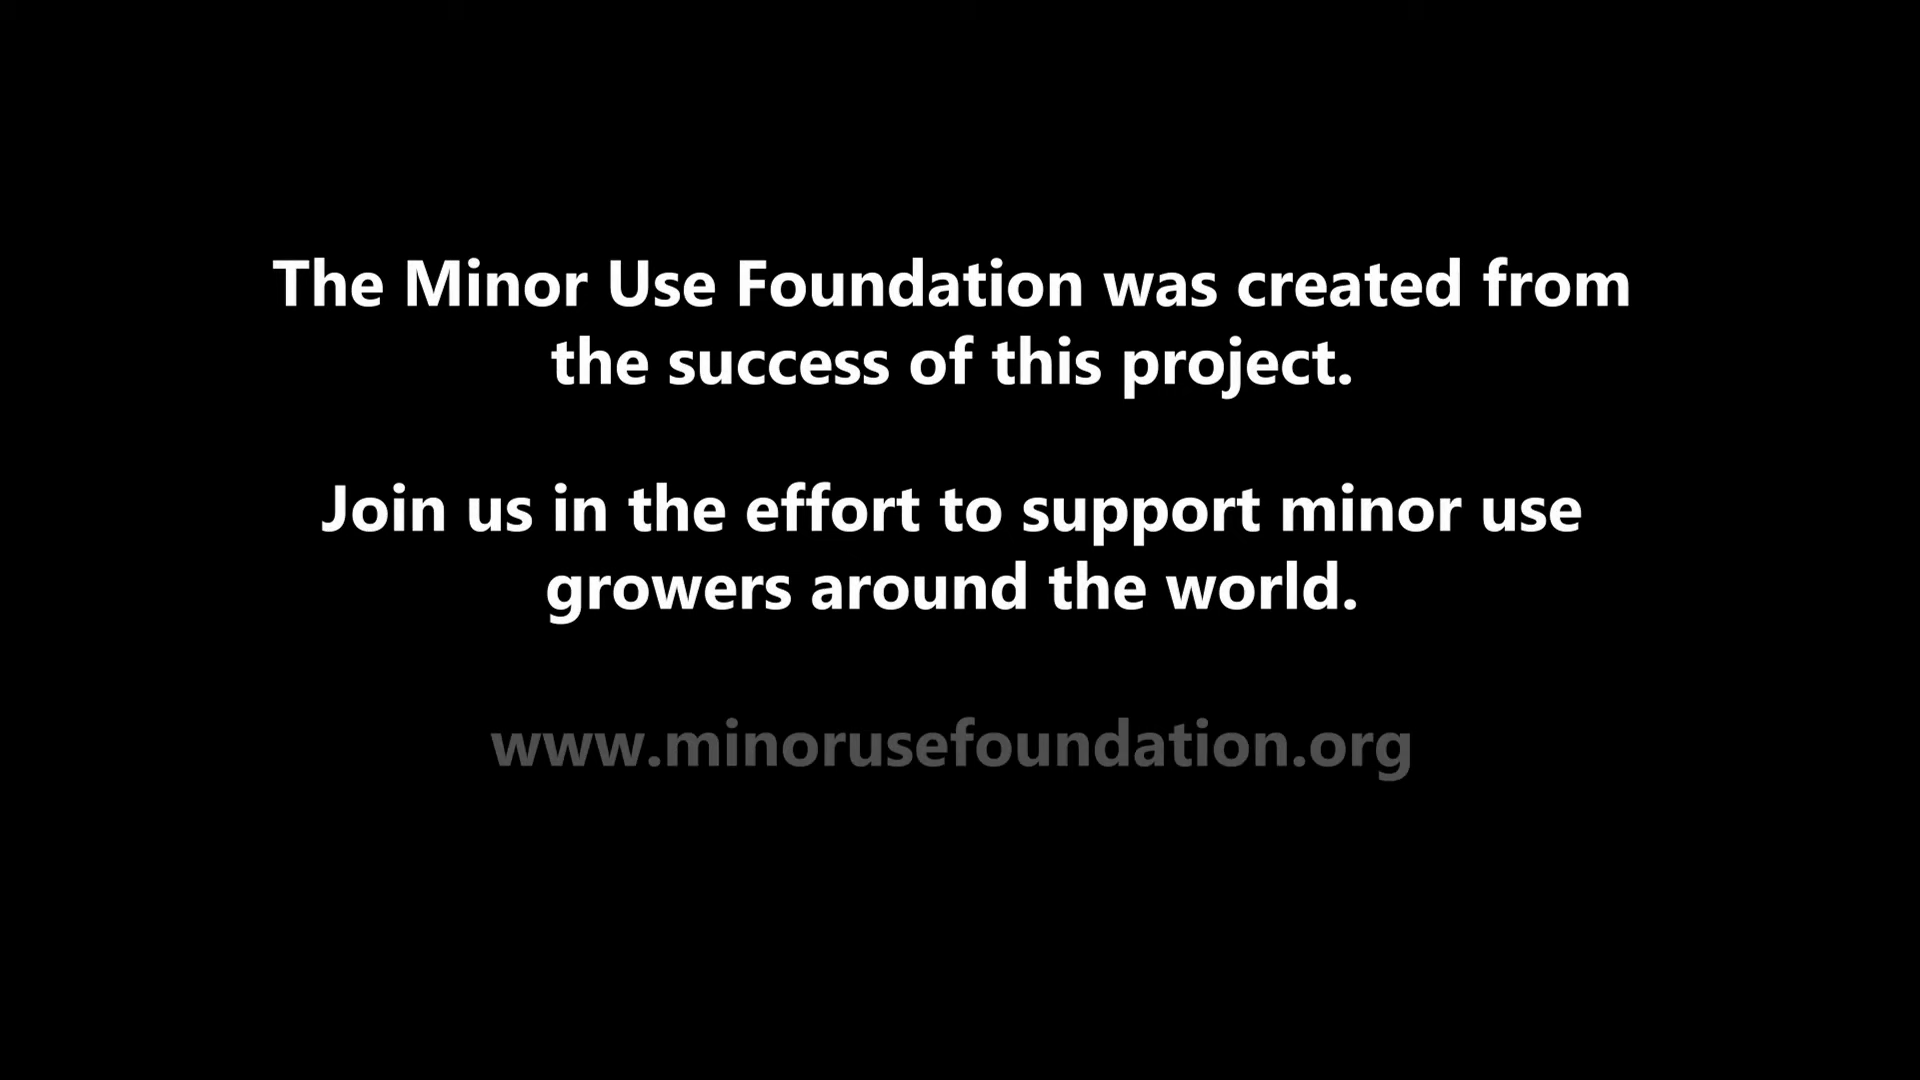 The Minor Use Foundation was created from
the success of this project.
Join us in the effort to support minor use
growers around the world.
www.minorusefoundation.org